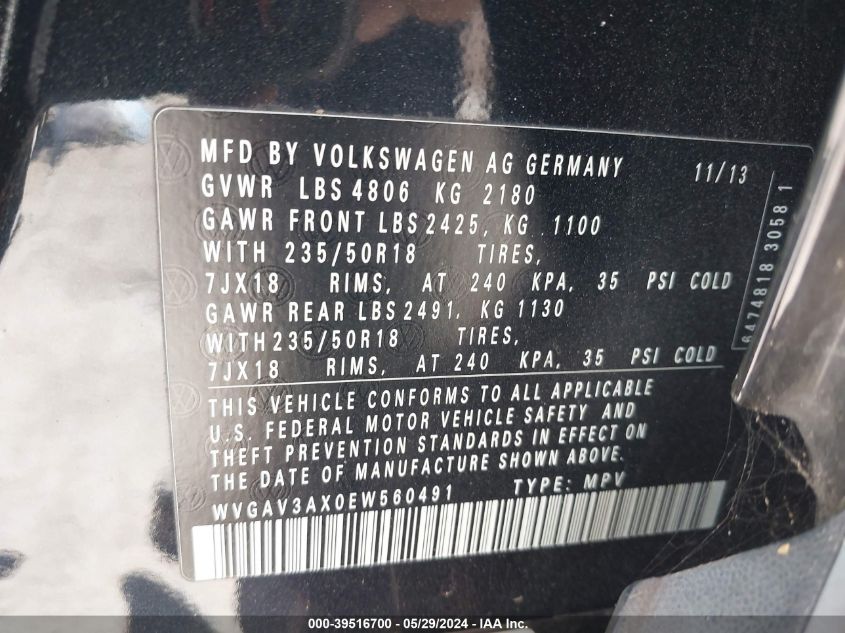 MFD BY VOLKSWAGEN AG GERMANY 11/13
GVWR LBS 4806 KG 2180
GAWR FRONT LBS 2425, KG 1100
WITH 235/50R18 TIRES,
7JX18 RIMS, AT 240 KPA, 35 PSI COLD
GAWR REAR LBS 2491, KG 1130
WITH 235/50R18 TIRES,
7JX18 RIMS, AT 240 KPA, 35 PSI COLD
THIS VEHICLE CONFORMS TO ALL APPLICABLE
U.S. FEDERAL MOTOR VEHICLE SAFETY AND
THEFT PREVENTION STANDARDS IN EFFECT ON
THE DATE OF MANUFACTURE SHOWN ABOVE.
WVGAV3AX0EW560491 TYPE: MPV
6474818 30581
000-39516700 - 05/29/2024 - IAA Inc.